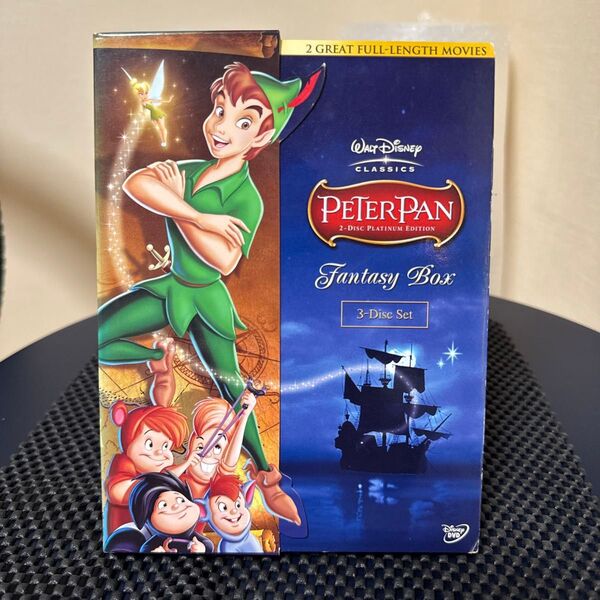 2 GREAT FULL-LENGTH MOVIES
WALT DISNEY
CLASSICS
PETER PAN
2-DISC PLATINUM EDITION
Fantasy Box
3-Disc Set
Disney
DVD